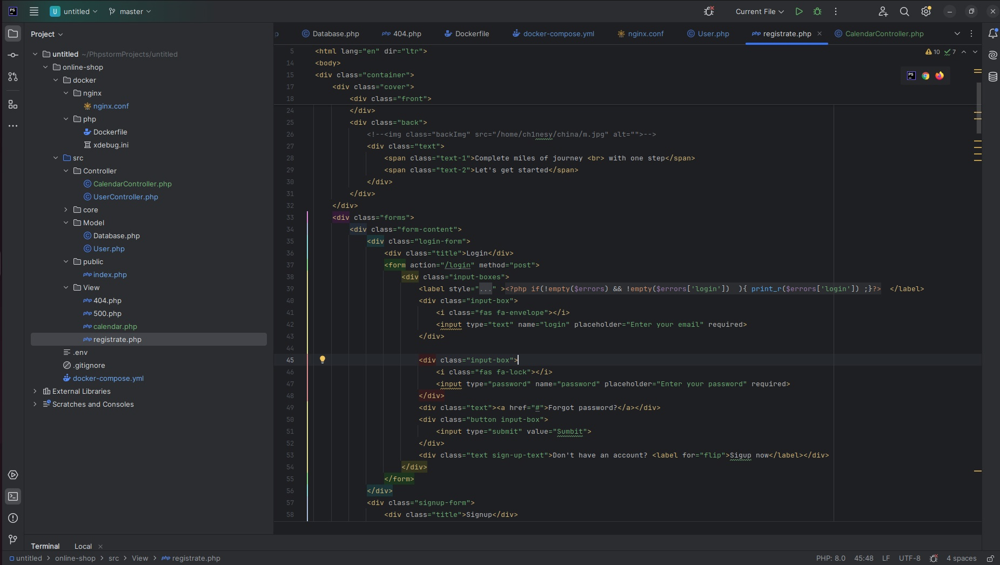 PS
U untitled
master
Current File
Project
untitled ~/PhpstormProjects/untitled
online-shop
docker
nginx
nginx.conf
php
Dockerfile
xdebug.ini
src
Controller
CalendarController.php
UserController.php
core
Model
Database.php
User.php
public
php index.php
View
php 404.php
php 500.php
php calendar.php
php registrate.php
.env
.gitignore
docker-compose.yml
External Libraries
Scratches and Consoles
Database.php
php 404.php
Dockerfile
docker-compose.yml
nginx.conf
User.php
php registrate.php
CalendarController.php
10 7
PS
5 <html lang="en" dir="ltr">
14 <body>
15 <div class="container">
17 <div class="cover">
18 <div class="front">
24 </div>
25 <div class="back">
26 <!--<img class="backImg" src="/home/ch1nesy/china/m.jpg" alt="">-->
27 <div class="text">
28 <span class="text-1">Complete miles of journey <br> with one step</span>
29 <span class="text-2">Let's get started</span>
30 </div>
31 </div>
32 </div>
33 <div class="forms">
34 <div class="form-content">
35 <div class="login-form">
36 <div class="title">Login</div>
37 <form action="/login" method="post">
38 <div class="input-boxes">
39 <label style="..." ><?php if(!empty($errors) && !empty($errors['login'])  ){ print_r($errors['login']) ;}?>  </label>
40 <div class="input-box">
41 <i class="fas fa-envelope"></i>
42 <input type="text" name="login" placeholder="Enter your email" required>
43 </div>
44
45 <div class="input-box">
46 <i class="fas fa-lock"></i>
47 <input type="password" name="password" placeholder="Enter your password" required>
48 </div>
49 <div class="text"><a href="#">Forgot password?</a></div>
50 <div class="button input-box">
51 <input type="submit" value="Sumbit">
52 </div>
53 <div class="text sign-up-text">Don't have an account? <label for="flip">Sigup now</label></div>
54 </div>
55 </form>
56 </div>
57 <div class="signup-form">
58 <div class="title">Signup</div>
Terminal Local
untitled > online-shop > src > View > php registrate.php
PHP: 8.0 45:48 LF UTF-8 4 spaces